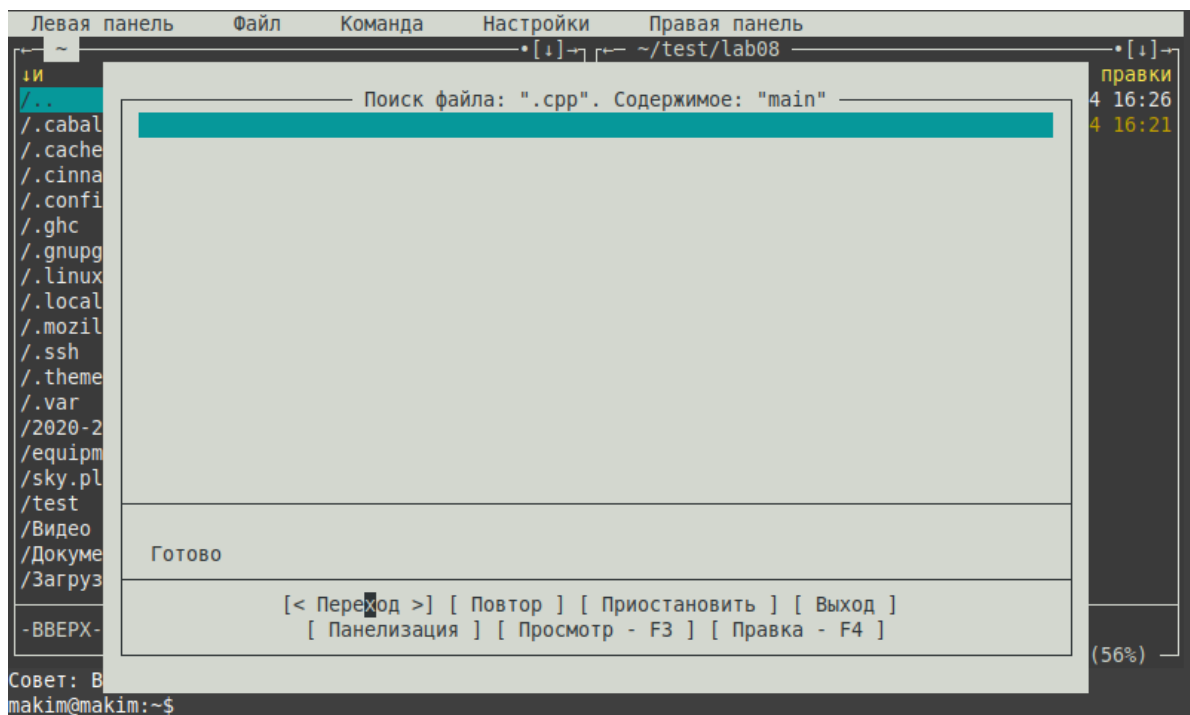 Левая панель Файл Команда Настройки Правая панель
~ •[↓] ~/test/lab08 •[↓]
↓и правки
/.. Поиск файла: ".cpp". Содержимое: "main" 4 16:26
/.cabal 4 16:21
/.cache
/.cinna
/.confi
/.ghc
/.gnupg
/.linux
/.local
/.mozil
/.ssh
/.theme
/.var
/2020-2
/equipm
/sky.pl
/test
/Видео
/Докуме Готово
/Загруз
[< Переход >] [ Повтор ] [ Приостановить ] [ Выход ]
-ВВЕРХ- [ Панелизация ] [ Просмотр - F3 ] [ Правка - F4 ]
(56%)
Совет: В
makim@makim:~$